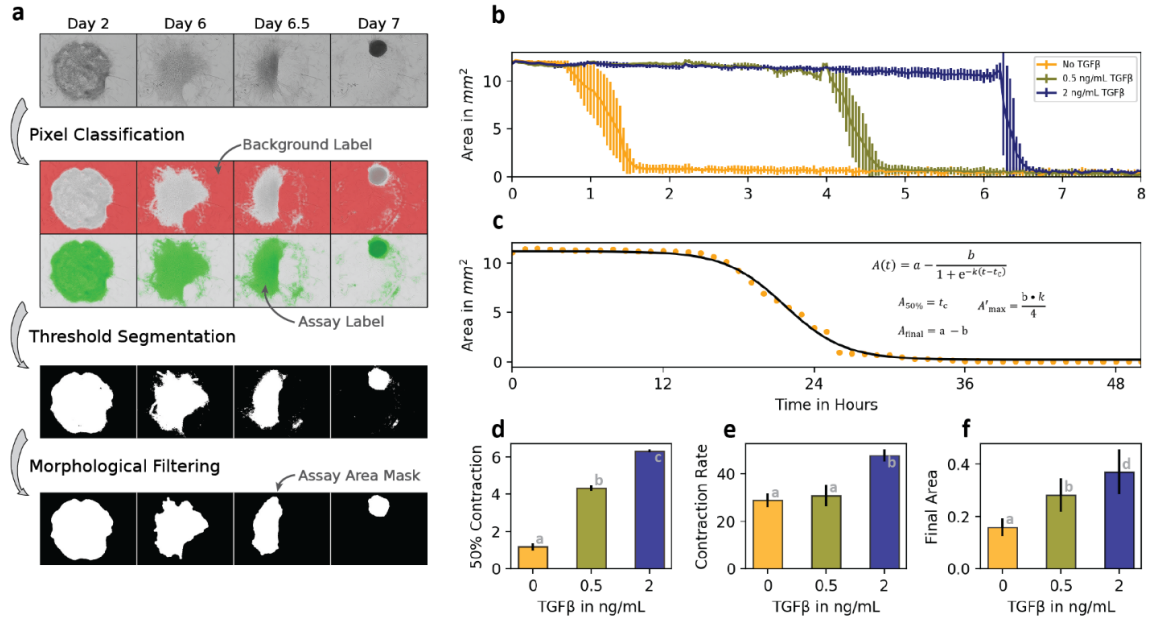 a
Day 2 Day 6 Day 6.5 Day 7
Pixel Classification
Background Label
Assay Label
Threshold Segmentation
Morphological Filtering
Assay Area Mask
b
Area in mm²
10
5
0
0 1 2 3 4 5 6 7 8
No TGFβ
0.5 ng/mL TGFβ
2 ng/mL TGFβ
c
Area in mm²
10
5
0
0 12 24 36 48
Time in Hours
A(t) = a − b / (1 + e^−k(t−t_c))
A₅₀% = t_c A′max = b • k / 4
A_final = a − b
d
50% Contraction
6
4
2
0
a b c
0 0.5 2
TGFβ in ng/mL
e
Contraction Rate
40
20
0
a a b
0 0.5 2
TGFβ in ng/mL
f
Final Area
0.4
0.2
0.0
a b d
0 0.5 2
TGFβ in ng/mL